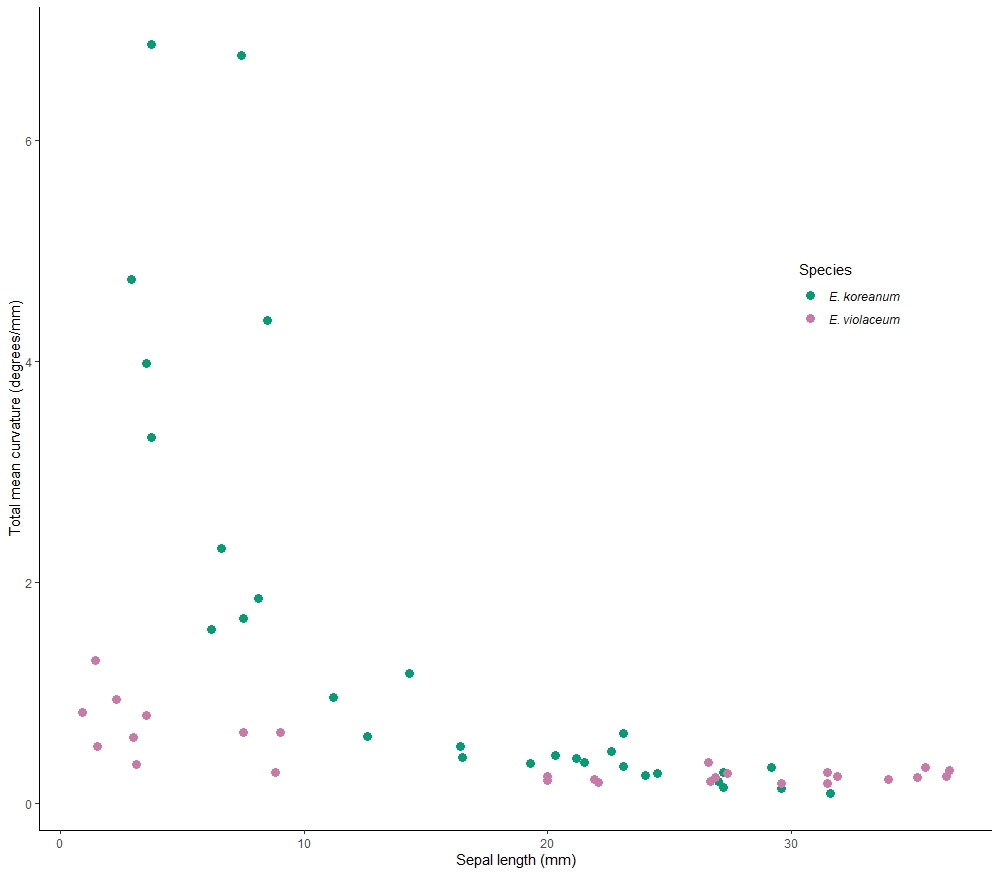 Total mean curvature (degrees/mm)
6
4
2
0
0 10 20 30
Sepal length (mm)
Species
E. koreanum
E. violaceum